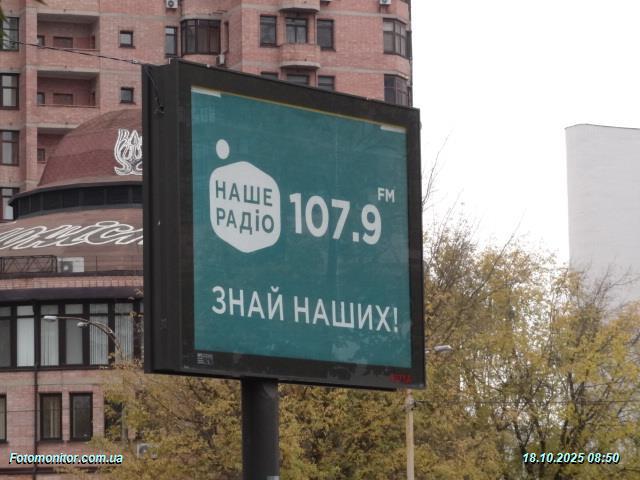 НАШЕ
РАДіО
107.9
FM
ЗНАЙ НАШИХ!
Fotomonitor.com.ua
18.10.2025 08:50